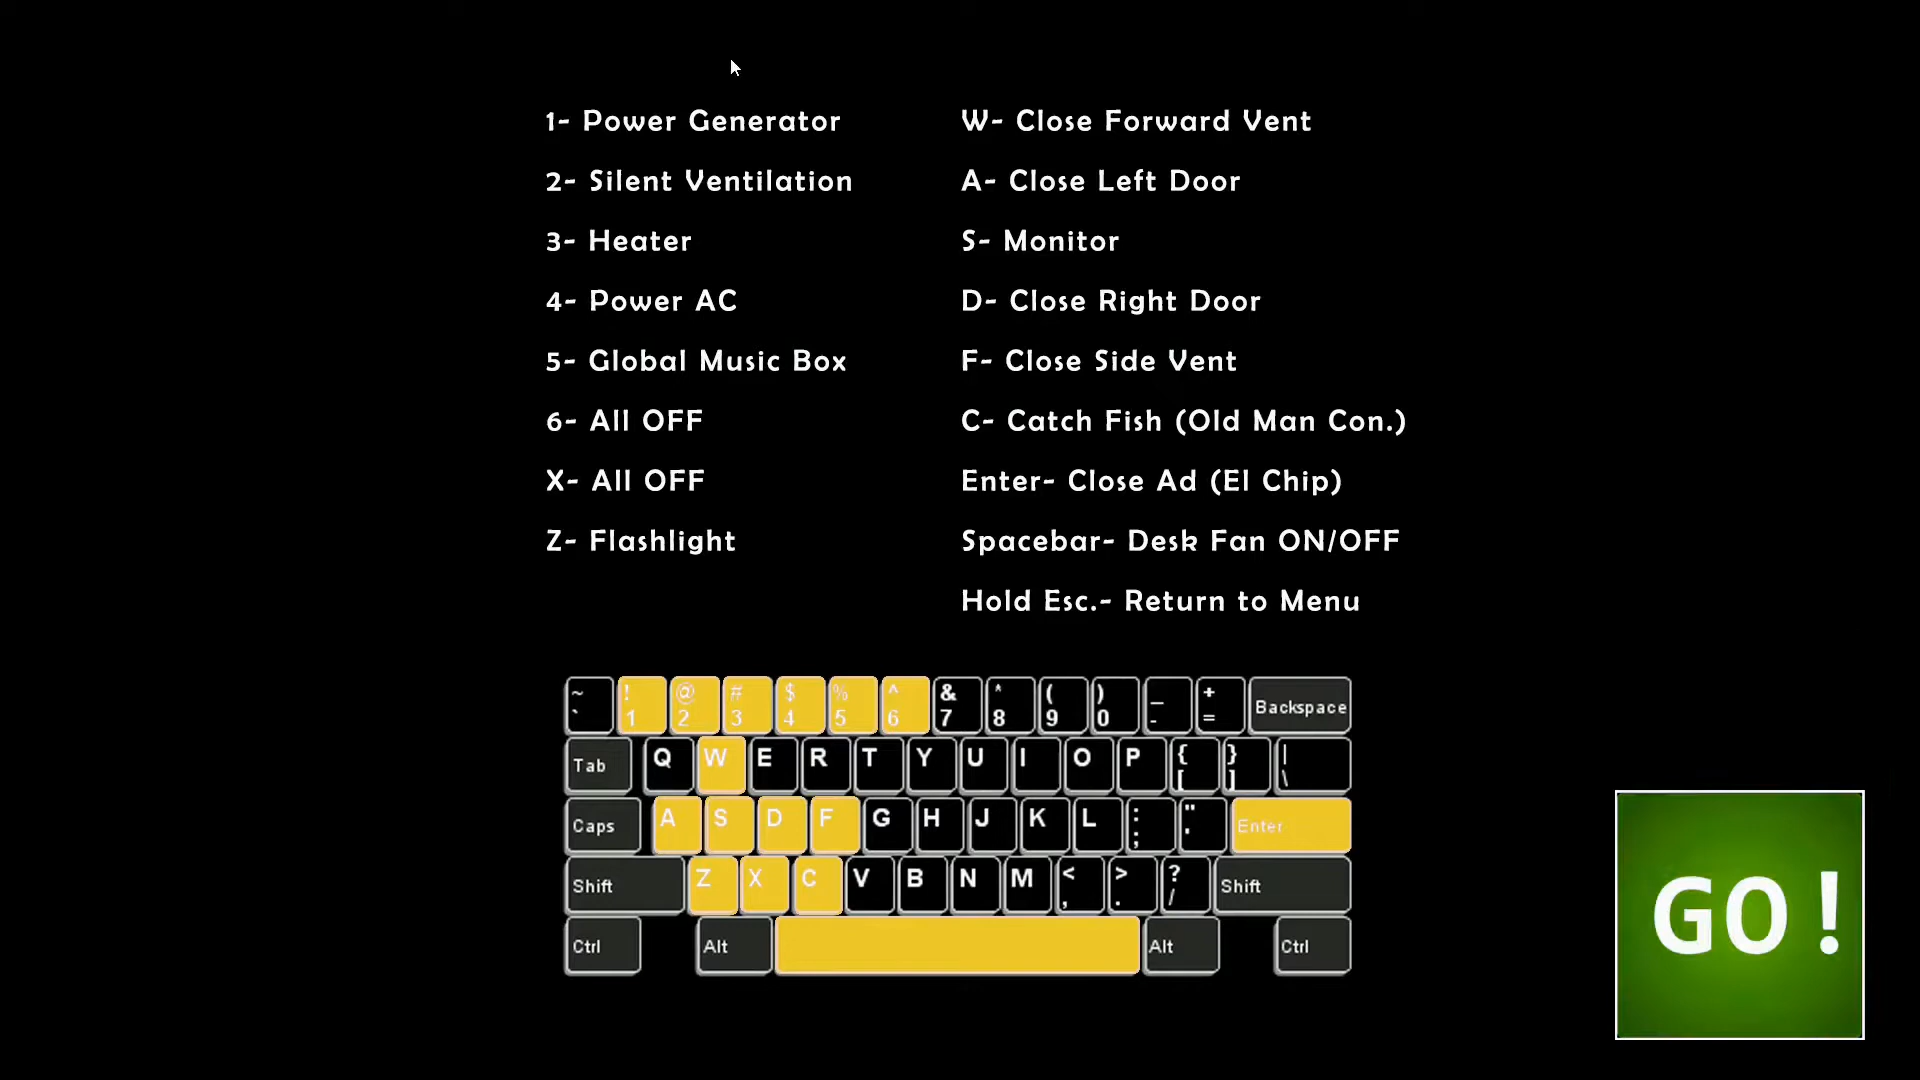 1- Power Generator
2- Silent Ventilation
3- Heater
4- Power AC
5- Global Music Box
6- All OFF
X- All OFF
Z- Flashlight
W- Close Forward Vent
A- Close Left Door
S- Monitor
D- Close Right Door
F- Close Side Vent
C- Catch Fish (Old Man Con.)
Enter- Close Ad (El Chip)
Spacebar- Desk Fan ON/OFF
Hold Esc.- Return to Menu
~ ! @ # $ % ^ & * ( ) _ +
` 1 2 3 4 5 6 7 8 9 0 - = Backspace
Tab Q W E R T Y U I O P { } |
[ ] \
Caps A S D F G H J K L : " Enter
; '
Shift Z X C V B N M < > ? Shift
, . /
Ctrl Alt Alt Ctrl
GO!